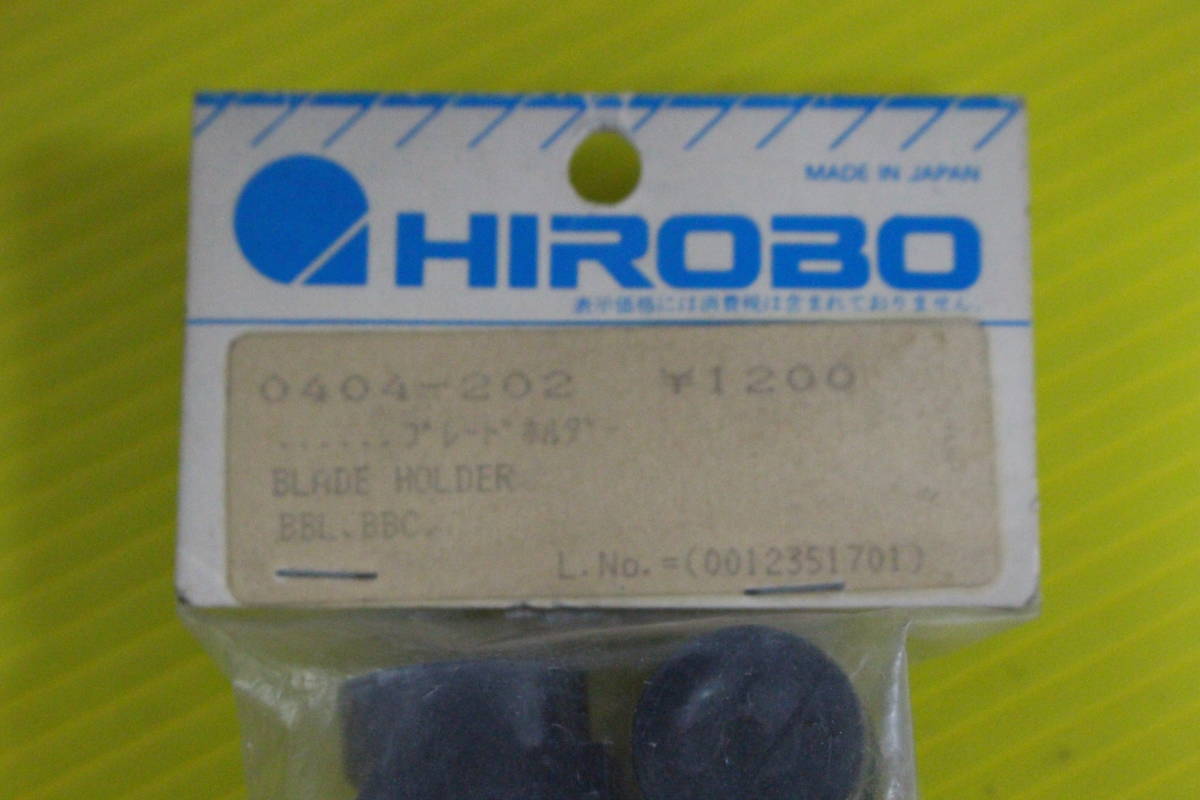 MADE IN JAPAN
HIROBO
表示価格には消費税は含まれておりません.
0404-202 ¥1200
......ブレードホルダー
BLADE HOLDER
BBL.BBC.
L.No.=(0012351701)